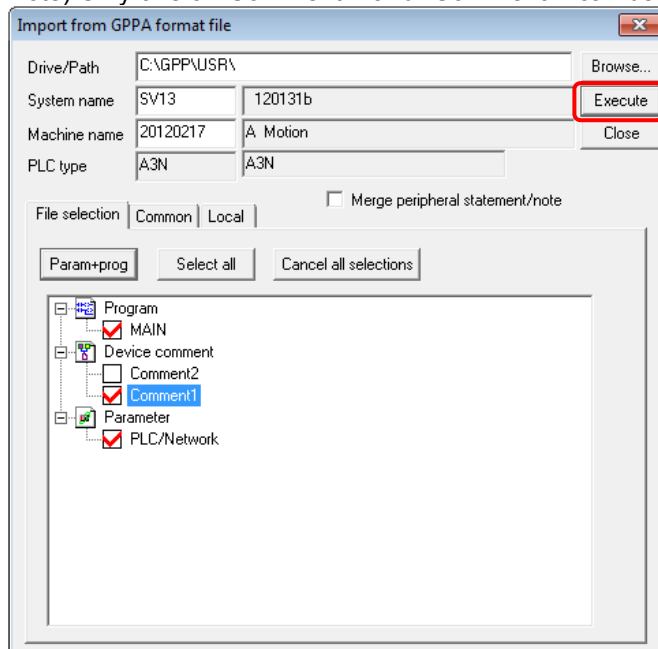 Import from GPPA format file
Drive/Path C:\GPP\USR\ Browse...
System name SV13 120131b Execute
Machine name 20120217 A Motion Close
PLC type A3N A3N
Merge peripheral statement/note
File selection Common Local
Param+prog Select all Cancel all selections
Program
MAIN
Device comment
Comment2
Comment1
Parameter
PLC/Network